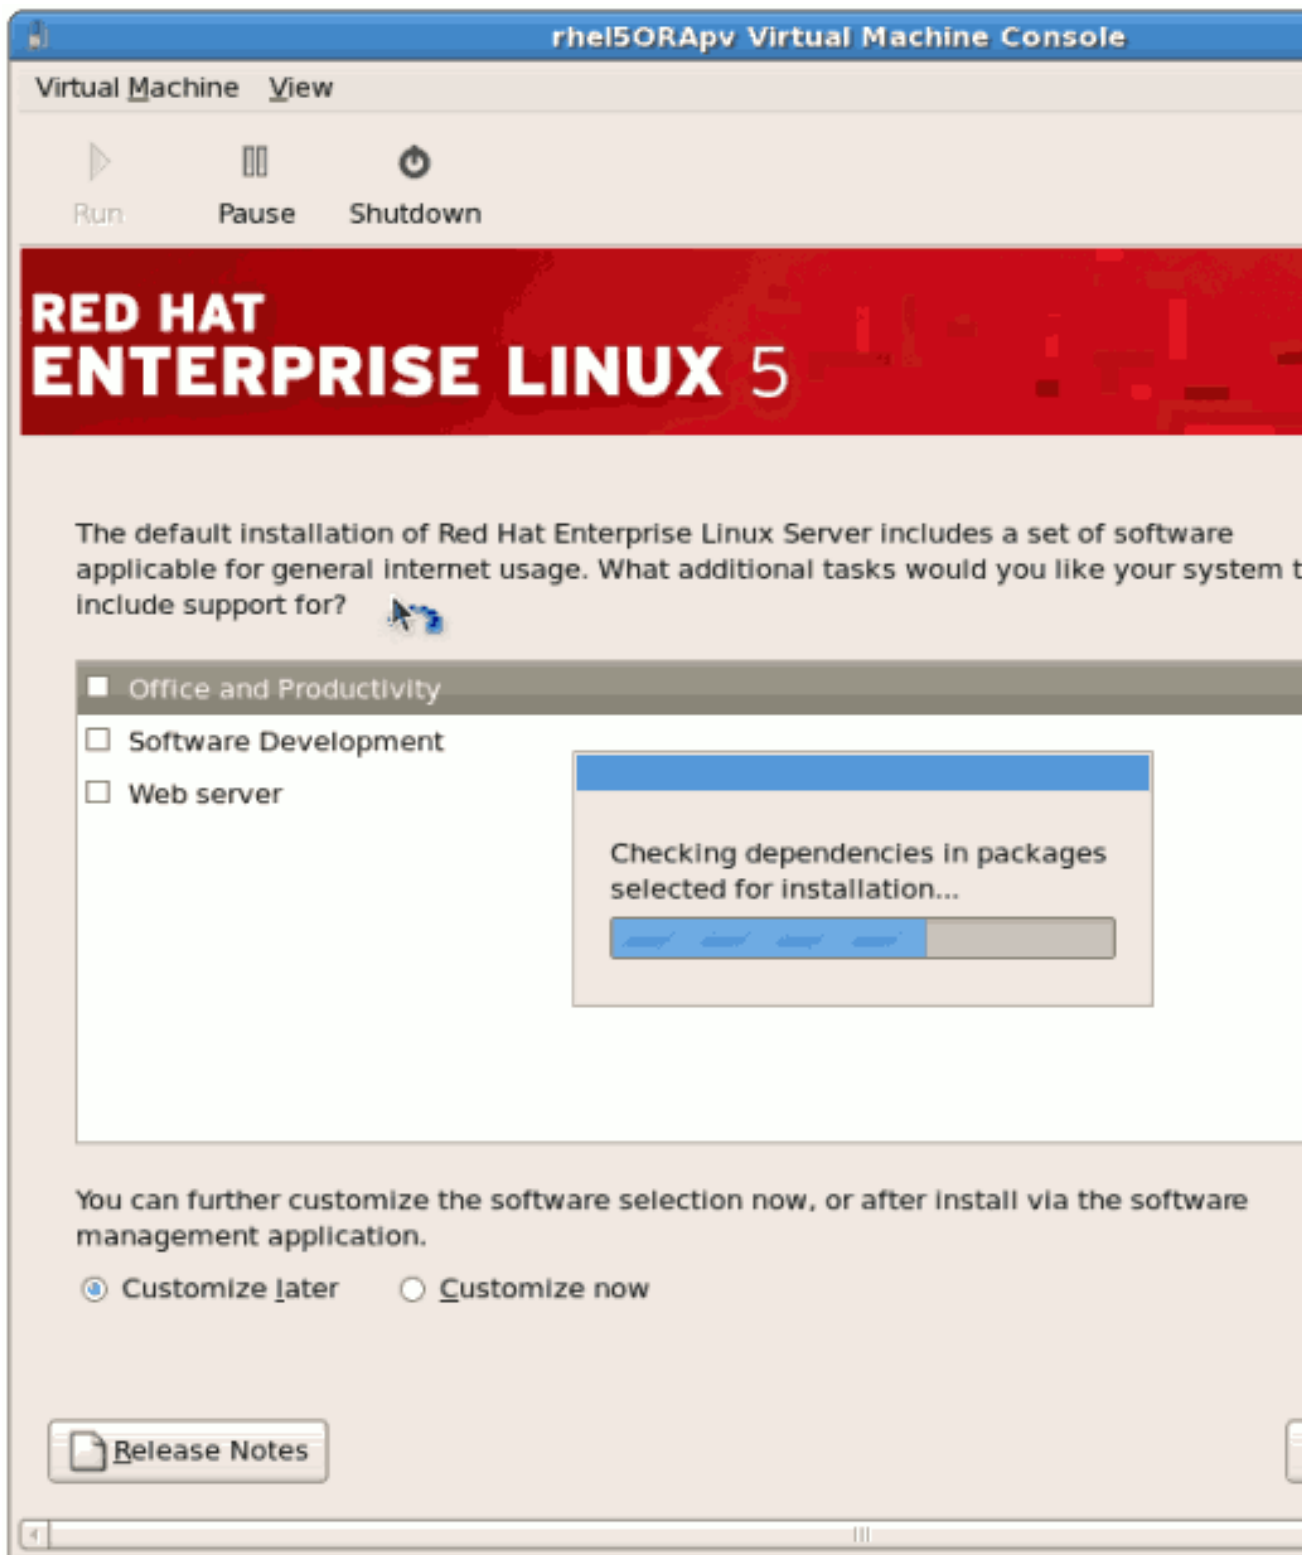 rhel5ORApv Virtual Machine Console
Virtual Machine View
Run Pause Shutdown
RED HAT
ENTERPRISE LINUX 5
The default installation of Red Hat Enterprise Linux Server includes a set of software
applicable for general internet usage. What additional tasks would you like your system t
include support for?
Office and Productivity
Software Development
Web server
Checking dependencies in packages
selected for installation...
You can further customize the software selection now, or after install via the software
management application.
Customize later Customize now
Release Notes